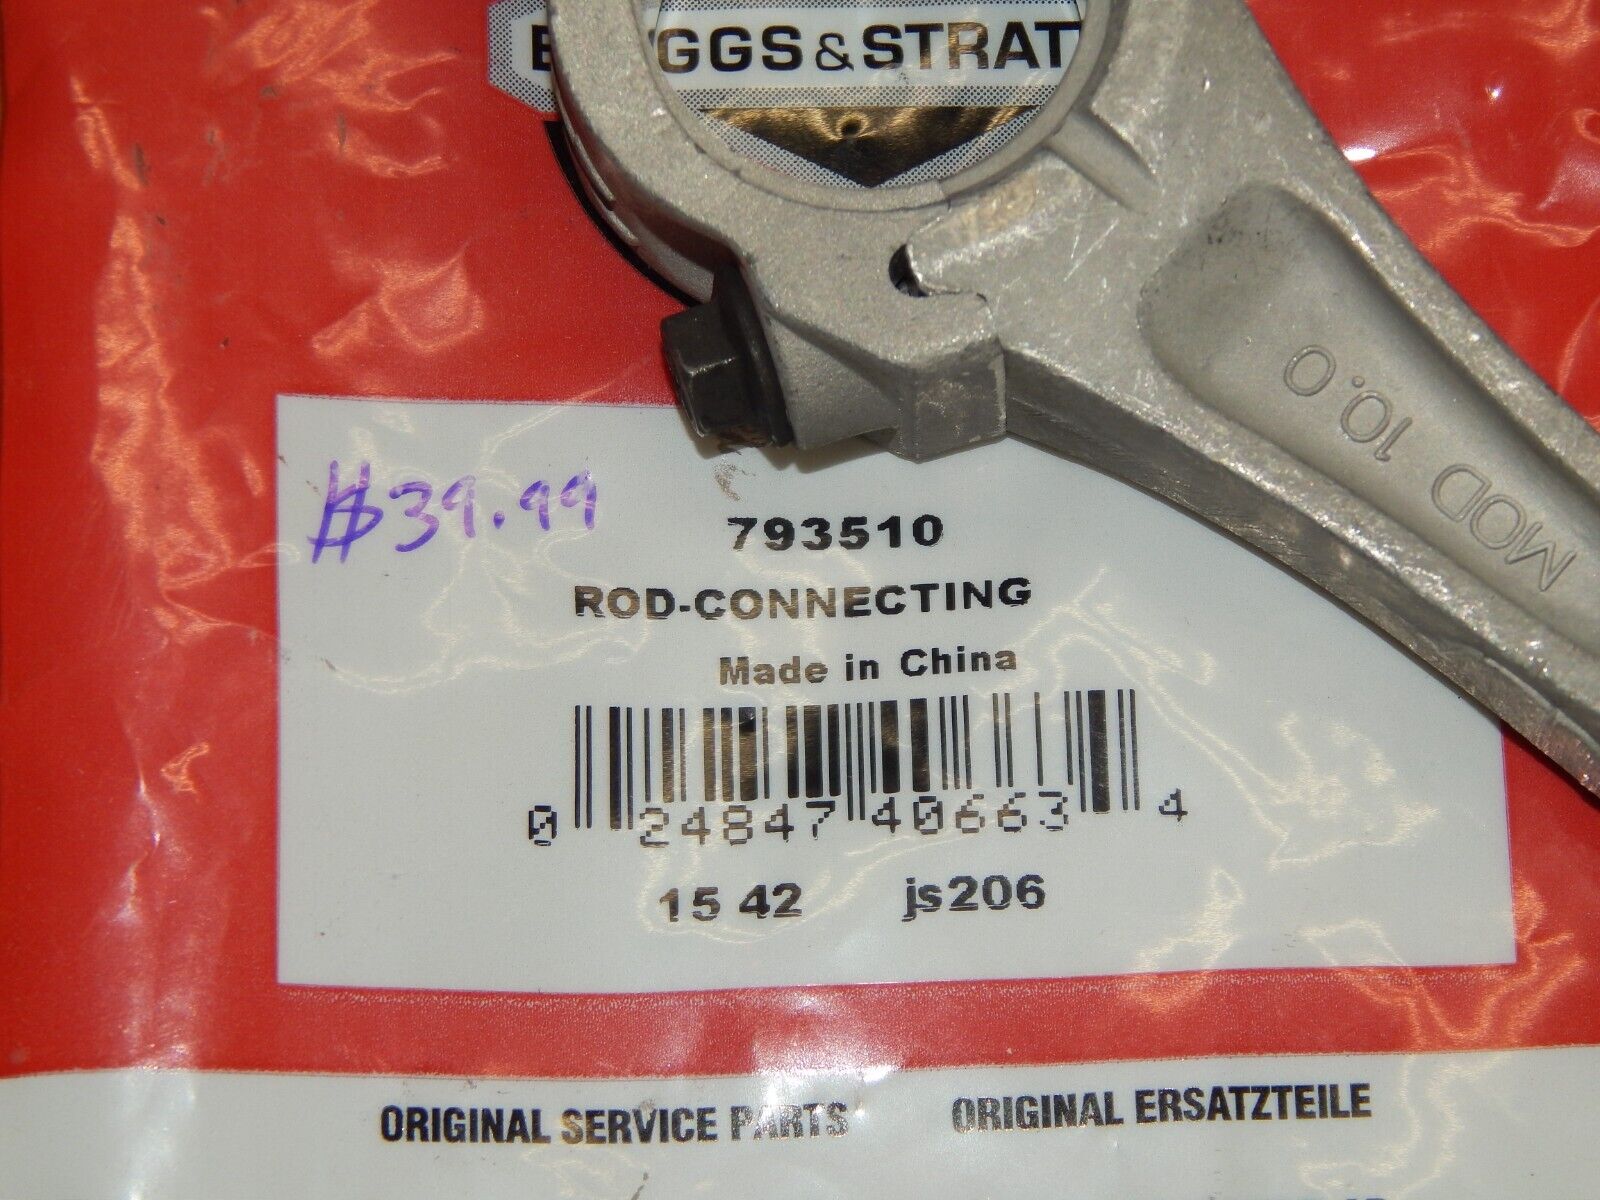 GGS&STRAT
MOD 10.0
$39.99
793510
ROD-CONNECTING
Made in China
0 24847 40663 4
15 42 js206
ORIGINAL SERVICE PARTS ORIGINAL ERSATZTEILE